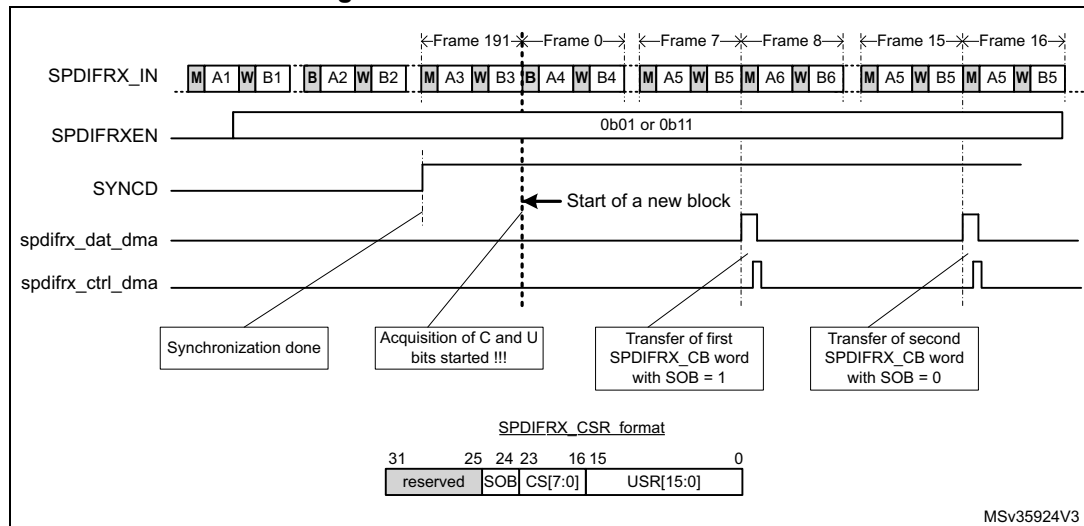 Frame 191 Frame 0 Frame 7 Frame 8 Frame 15 Frame 16
SPDIFRX_IN M A1 W B1 B A2 W B2 M A3 W B3 B A4 W B4 M A5 W B5 M A6 W B6 M A5 W B5 M A5 W B5
SPDIFRXEN 0b01 or 0b11
SYNCD
Start of a new block
spdifrx_dat_dma
spdifrx_ctrl_dma
Synchronization done
Acquisition of C and U
bits started !!!
Transfer of first
SPDIFRX_CB word
with SOB = 1
Transfer of second
SPDIFRX_CB word
with SOB = 0
SPDIFRX_CSR format
31 25 24 23 16 15 0
reserved SOB CS[7:0] USR[15:0]
MSv35924V3